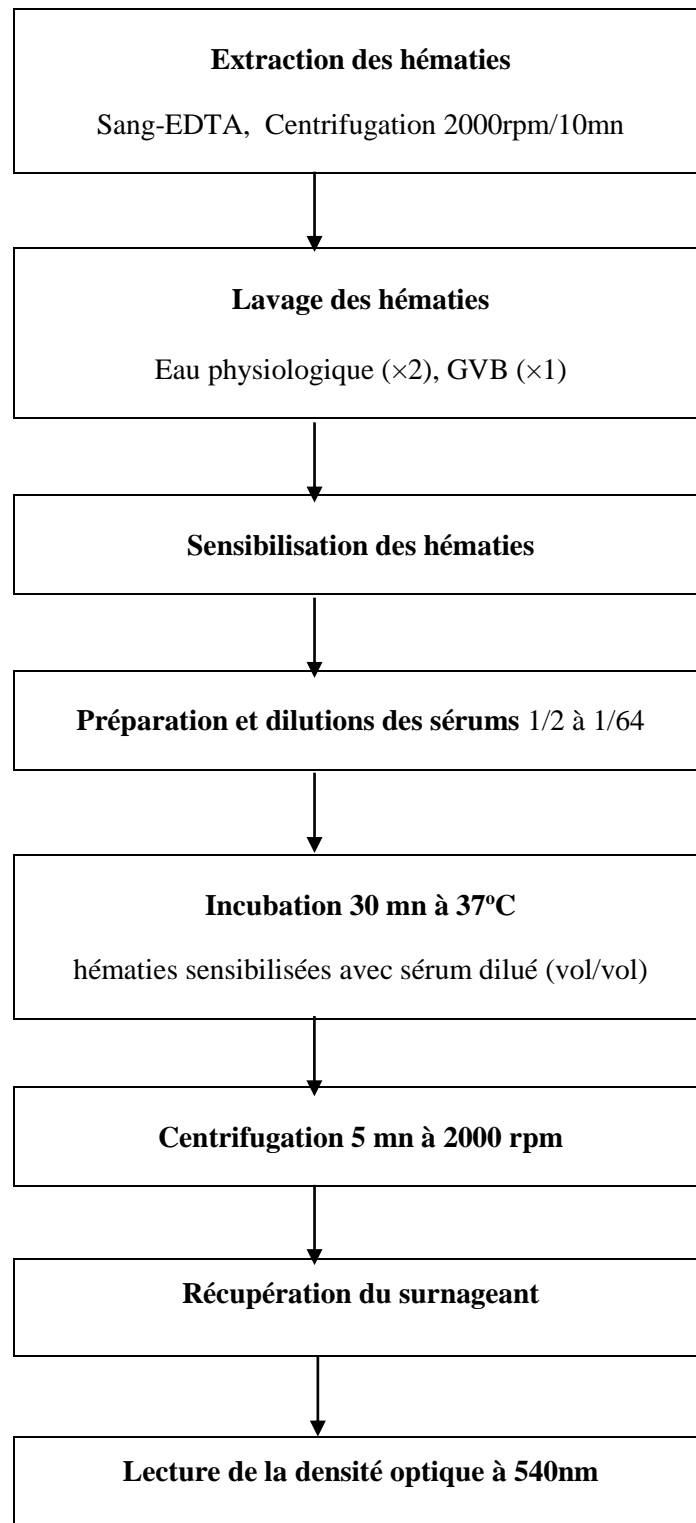 Extraction des hématies
Sang-EDTA, Centrifugation 2000rpm/10mn
Lavage des hématies
Eau physiologique (×2), GVB (×1)
Sensibilisation des hématies
Préparation et dilutions des sérums 1/2 à 1/64
Incubation 30 mn à 37ºC
hématies sensibilisées avec sérum dilué (vol/vol)
Centrifugation 5 mn à 2000 rpm
Récupération du surnageant
Lecture de la densité optique à 540nm